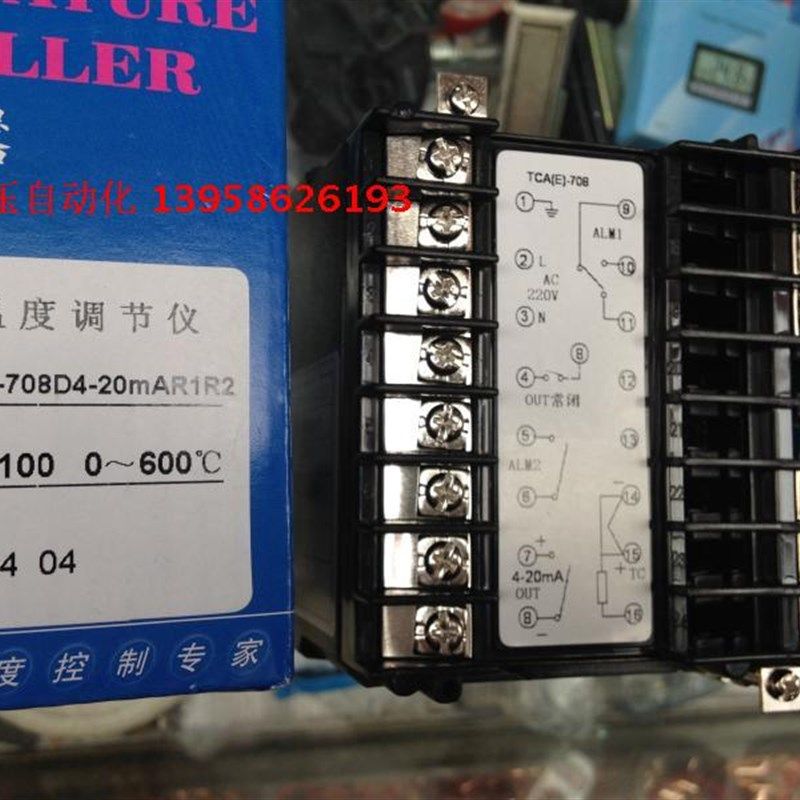 ATURE
LLER
器
玉自动化 13958626193
温度调节仪
-708D4-20mAR1R2
100 0～600℃
4 04
度控制专家
TCA(E)-708
① ⑨
ALM1
② L ⑩
AC
220V
③ N ⑪
⑧
④ ⑫
OUT常闭
⑤ ⑬
ALM2
⑥ ⑭
⑦ + ⑮
4-20mA + TC
OUT
⑧ − ⑯